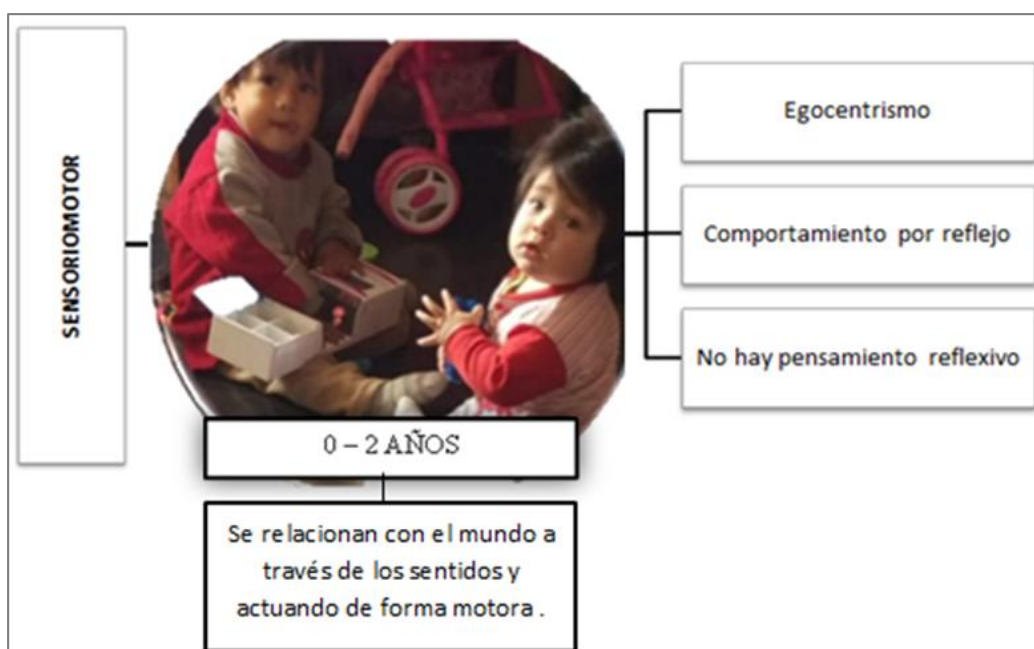 SENSORIOMOTOR
Egocentrismo
Comportamiento por reflejo
No hay pensamiento reflexivo
0 – 2 AÑOS
Se relacionan con el mundo a
través de los sentidos y
actuando de forma motora .